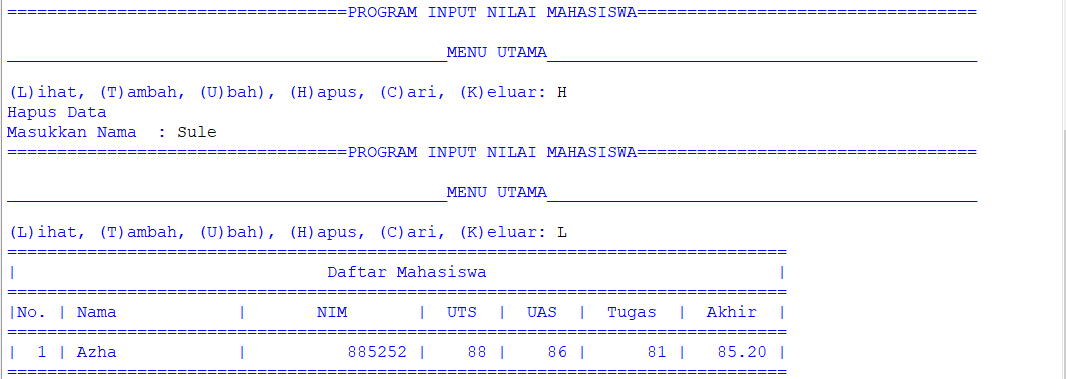 ==================================PROGRAM INPUT NILAI MAHASISWA==================================
____________________________________________MENU UTAMA___________________________________________
(L)ihat, (T)ambah, (U)bah), (H)apus, (C)ari, (K)eluar: H
Hapus Data
Masukkan Nama  : Sule
==================================PROGRAM INPUT NILAI MAHASISWA==================================
____________________________________________MENU UTAMA___________________________________________
(L)ihat, (T)ambah, (U)bah), (H)apus, (C)ari, (K)eluar: L
==============================================================================
|                               Daftar Mahasiswa                             |
==============================================================================
|No. | Nama            |       NIM       |  UTS  |  UAS  |  Tugas  |  Akhir  |
==============================================================================
|  1 | Azha            |          885252 |    88 |    86 |      81 |   85.20 |
==============================================================================